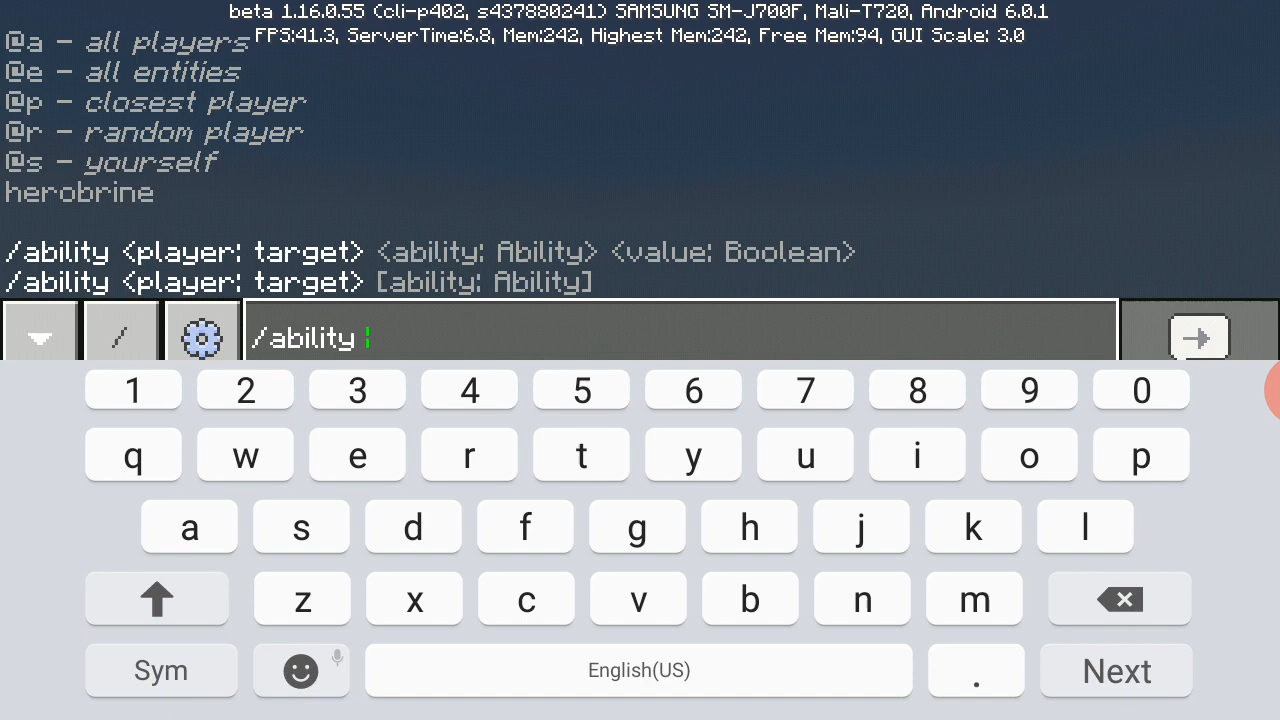 beta 1.16.0.55 (cli-p402, s437880241) SAMSUNG SM-J700F, Mali-T720, Android 6.0.1
FPS:41.3, ServerTime:6.8, Mem:242, Highest Mem:242, Free Mem:94, GUI Scale: 3.0
@a - all players
@e - all entities
@p - closest player
@r - random player
@s - yourself
herobrine
/ability <player: target> <ability: Ability> <value: Boolean>
/ability <player: target> [ability: Ability]
/ /ability
1 2 3 4 5 6 7 8 9 0
q w e r t y u i o p
a s d f g h j k l
z x c v b n m
Sym English(US) . Next